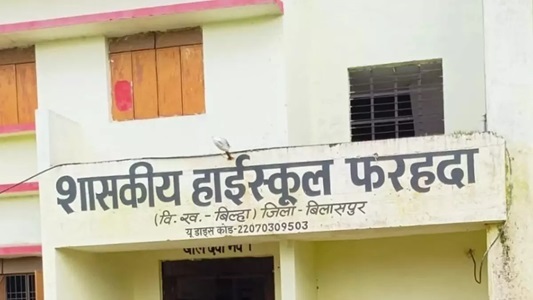 शासकीय हाईस्कूल फरहदा
(वि.ख.-बिल्हा) जिला-बिलासपुर
यू डाइस कोड-22070309503